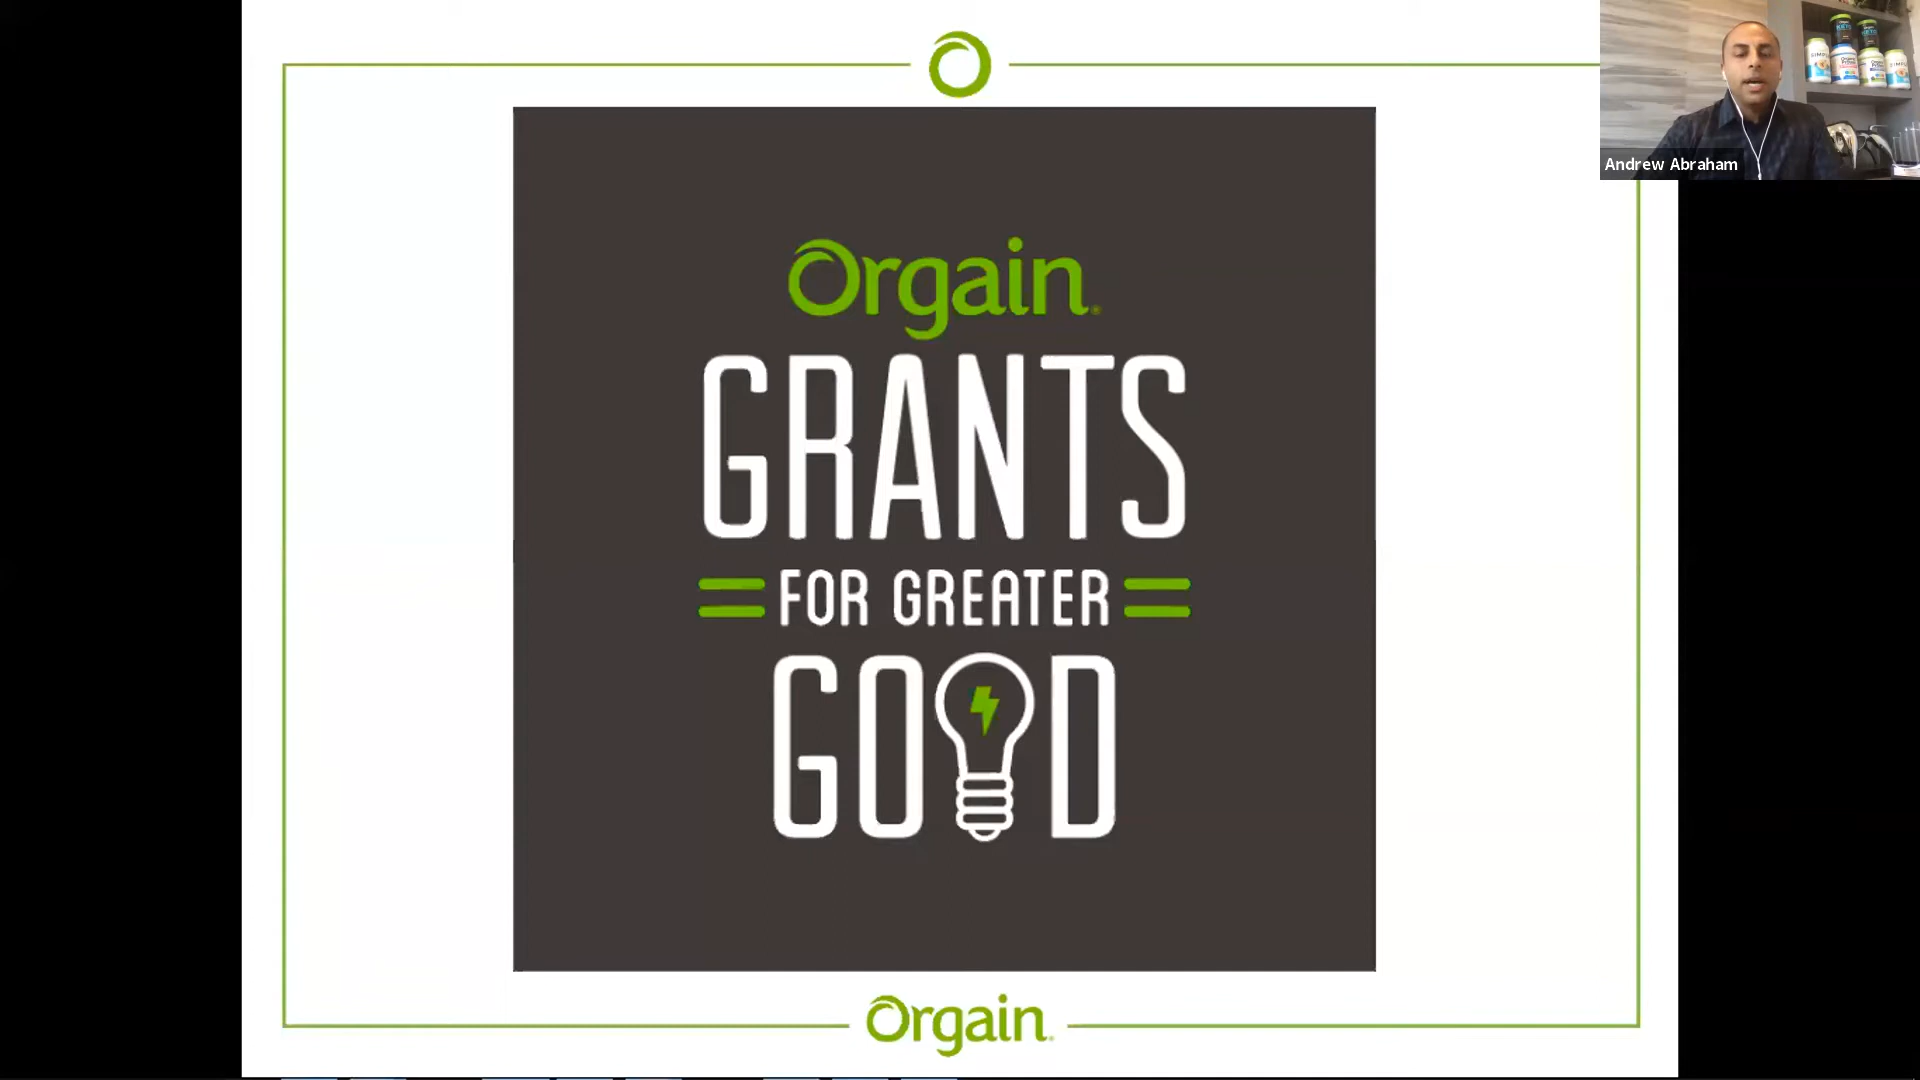 Orgain
GRANTS
FOR GREATER
GOOD
Orgain
Andrew Abraham